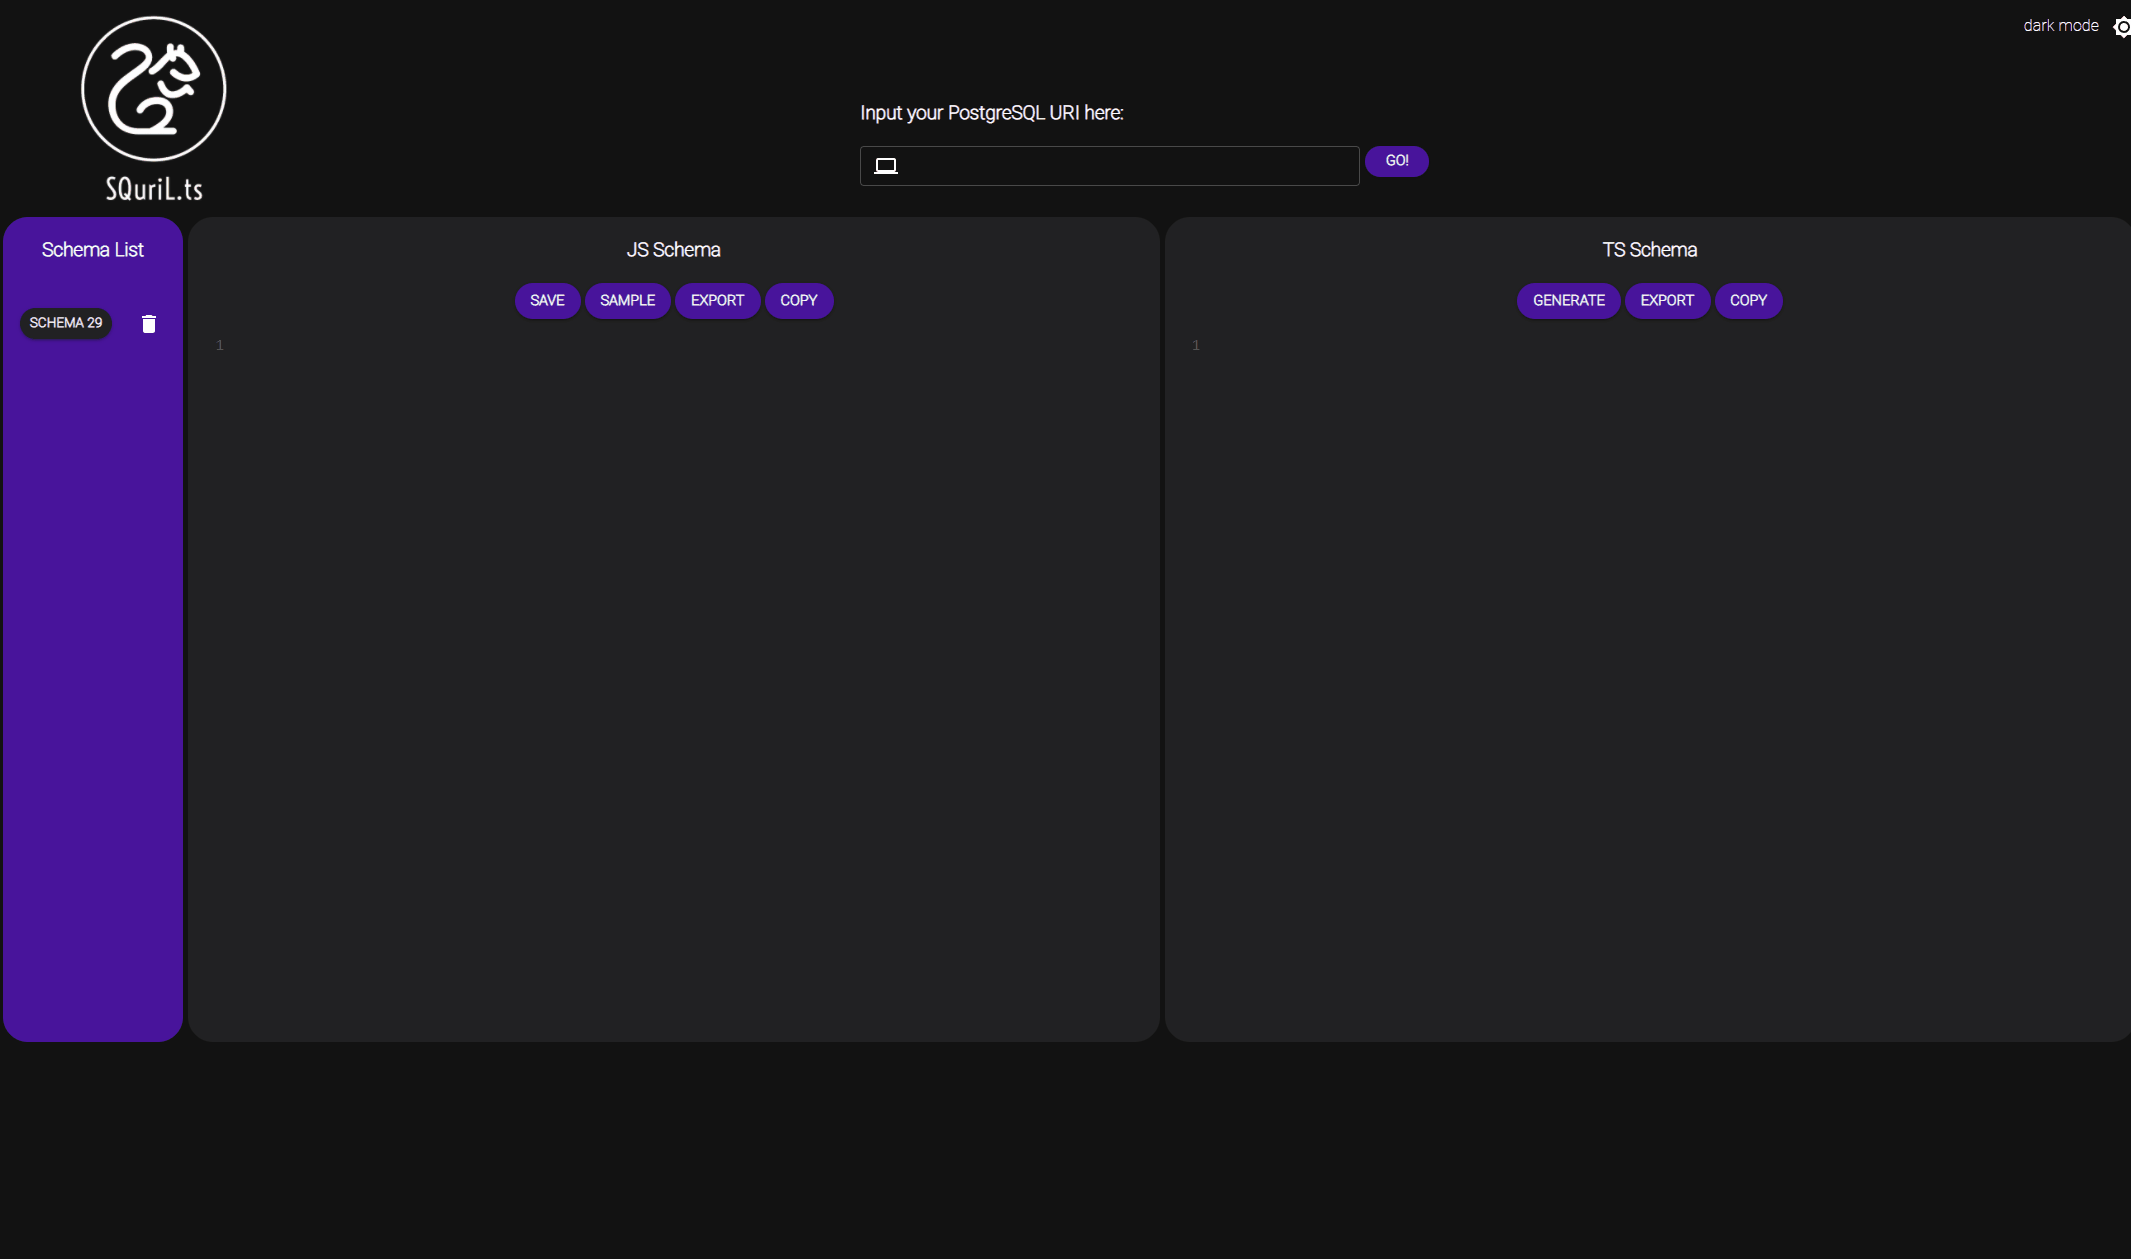 dark mode
Input your PostgreSQL URI here:
GO!
SQuriL.ts
Schema List
SCHEMA 29
JS Schema
SAVE SAMPLE EXPORT COPY
1
TS Schema
GENERATE EXPORT COPY
1